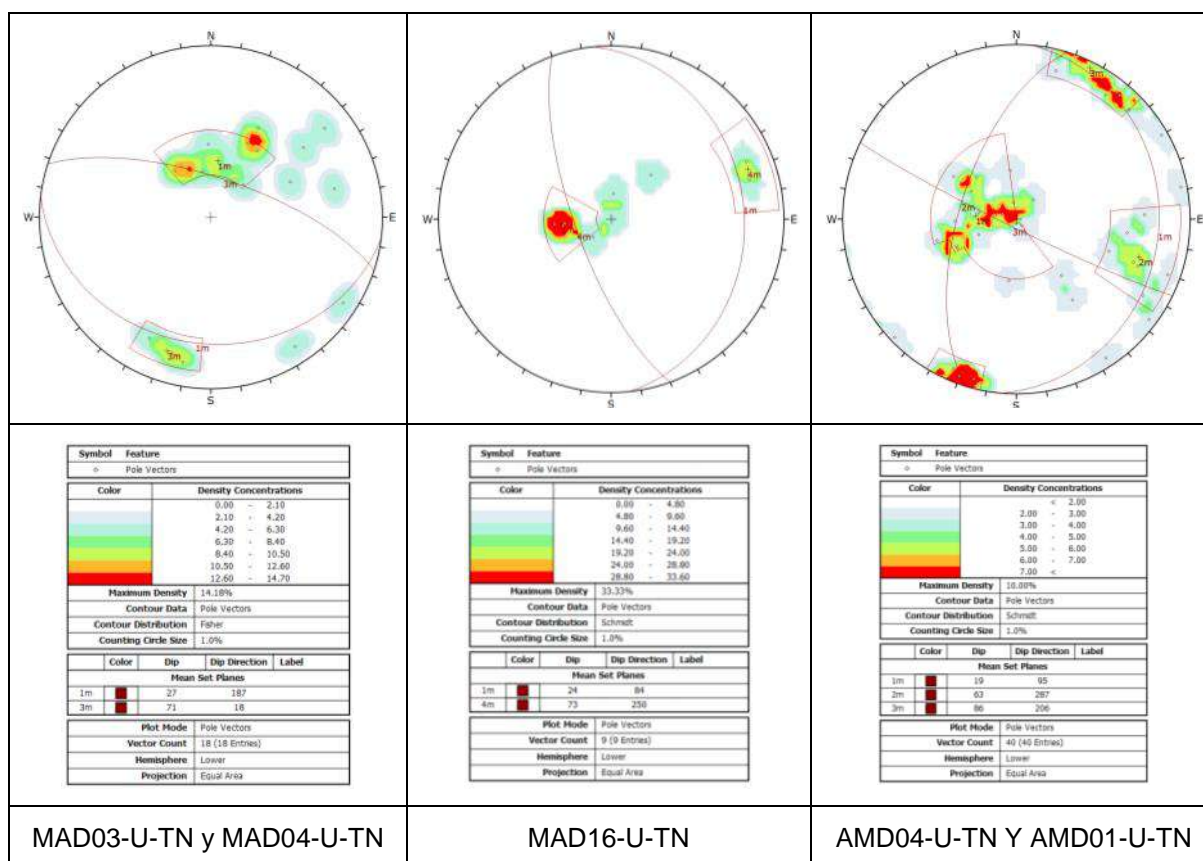 N
W
E
S
1m
3m
3m
1m
N
W
E
S
4m
1m
4m
N
W
E
S
3m
2m
1m
3m
1m
2m
Symbol Feature
Pole Vectors
Color Density Concentrations
0.00 - 2.10
2.10 - 4.20
4.20 - 6.30
6.30 - 8.40
8.40 - 10.50
10.50 - 12.60
12.60 - 14.70
Maximum Density 14.18%
Contour Data Pole Vectors
Contour Distribution Fisher
Counting Circle Size 1.0%
Color Dip Dip Direction Label
Mean Set Planes
1m 27 187
3m 71 18
Plot Mode Pole Vectors
Vector Count 18 (18 Entries)
Hemisphere Lower
Projection Equal Area
Symbol Feature
Pole Vectors
Color Density Concentrations
0.00 - 4.80
4.80 - 9.60
9.60 - 14.40
14.40 - 19.20
19.20 - 24.00
24.00 - 28.80
28.80 - 33.60
Maximum Density 33.33%
Contour Data Pole Vectors
Contour Distribution Schmidt
Counting Circle Size 1.0%
Color Dip Dip Direction Label
Mean Set Planes
1m 24 84
4m 73 250
Plot Mode Pole Vectors
Vector Count 9 (9 Entries)
Hemisphere Lower
Projection Equal Area
Symbol Feature
Pole Vectors
Color Density Concentrations
< 2.00
2.00 - 3.00
3.00 - 4.00
4.00 - 5.00
5.00 - 6.00
6.00 - 7.00
7.00 <
Maximum Density 10.00%
Contour Data Pole Vectors
Contour Distribution Schmidt
Counting Circle Size 1.0%
Color Dip Dip Direction Label
Mean Set Planes
1m 19 95
2m 63 287
3m 86 206
Plot Mode Pole Vectors
Vector Count 40 (40 Entries)
Hemisphere Lower
Projection Equal Area
MAD03-U-TN y MAD04-U-TN
MAD16-U-TN
AMD04-U-TN Y AMD01-U-TN